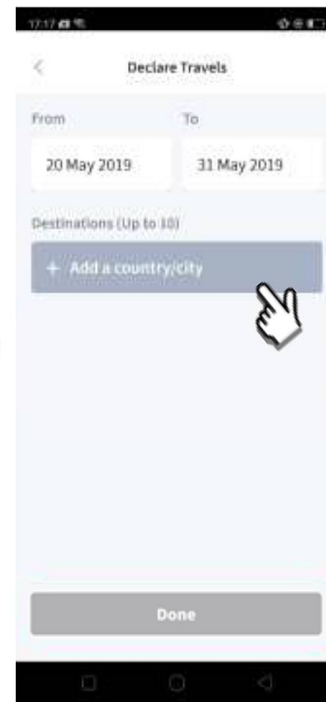 17:17
Declare Travels
From To
20 May 2019 31 May 2019
Destinations (Up to 10)
+ Add a country/city
Done